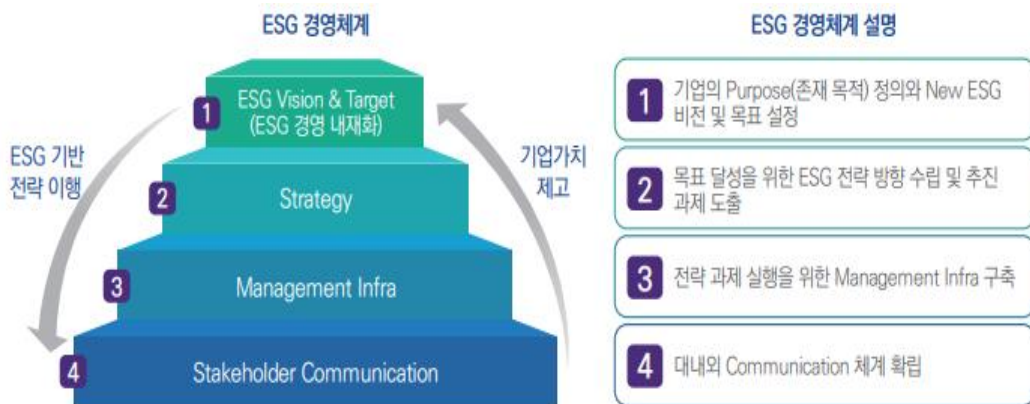 ESG 경영체계
1
ESG Vision & Target
(ESG 경영 내재화)
ESG 기반
전략 이행
기업가치
제고
2
Strategy
3
Management Infra
4
Stakeholder Communication
ESG 경영체계 설명
1
기업의 Purpose(존재 목적) 정의와 New ESG
비전 및 목표 설정
2
목표 달성을 위한 ESG 전략 방향 수립 및 추진
과제 도출
3
전략 과제 실행을 위한 Management Infra 구축
4
대내외 Communication 체계 확립